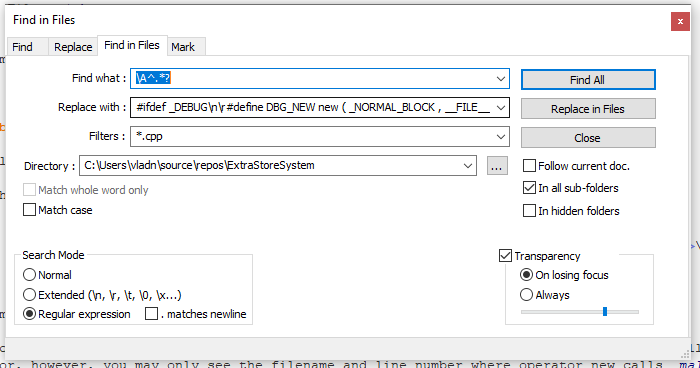 Find in Files
Find
Replace
Find in Files
Mark
Find what :
\A^.*?
Find All
Replace with :
#ifdef _DEBUG\n\r#define DBG_NEW new ( _NORMAL_BLOCK , __FILE__
Replace in Files
Filters :
*.cpp
Close
Directory :
C:\Users\vladn\source\repos\ExtraStoreSystem
...
Follow current doc.
Match whole word only
In all sub-folders
Match case
In hidden folders
Search Mode
Transparency
Normal
On losing focus
Extended (\n, \r, \t, \0, \x...)
Always
Regular expression
. matches newline
or, however, you may only see the filename and line number where operator new calls